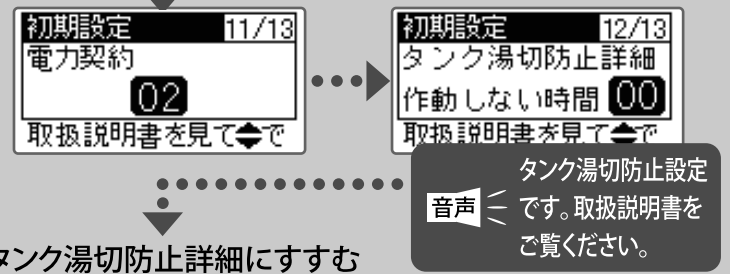 初期設定 11/13
電力契約
02
取扱説明書を見て◆で
初期設定 12/13
タンク湯切防止詳細
作動しない時間 00
取扱説明書を見て◆で
音声
タンク湯切防止設定
です。取扱説明書を
ご覧ください。
タンク湯切防止詳細にすすむ